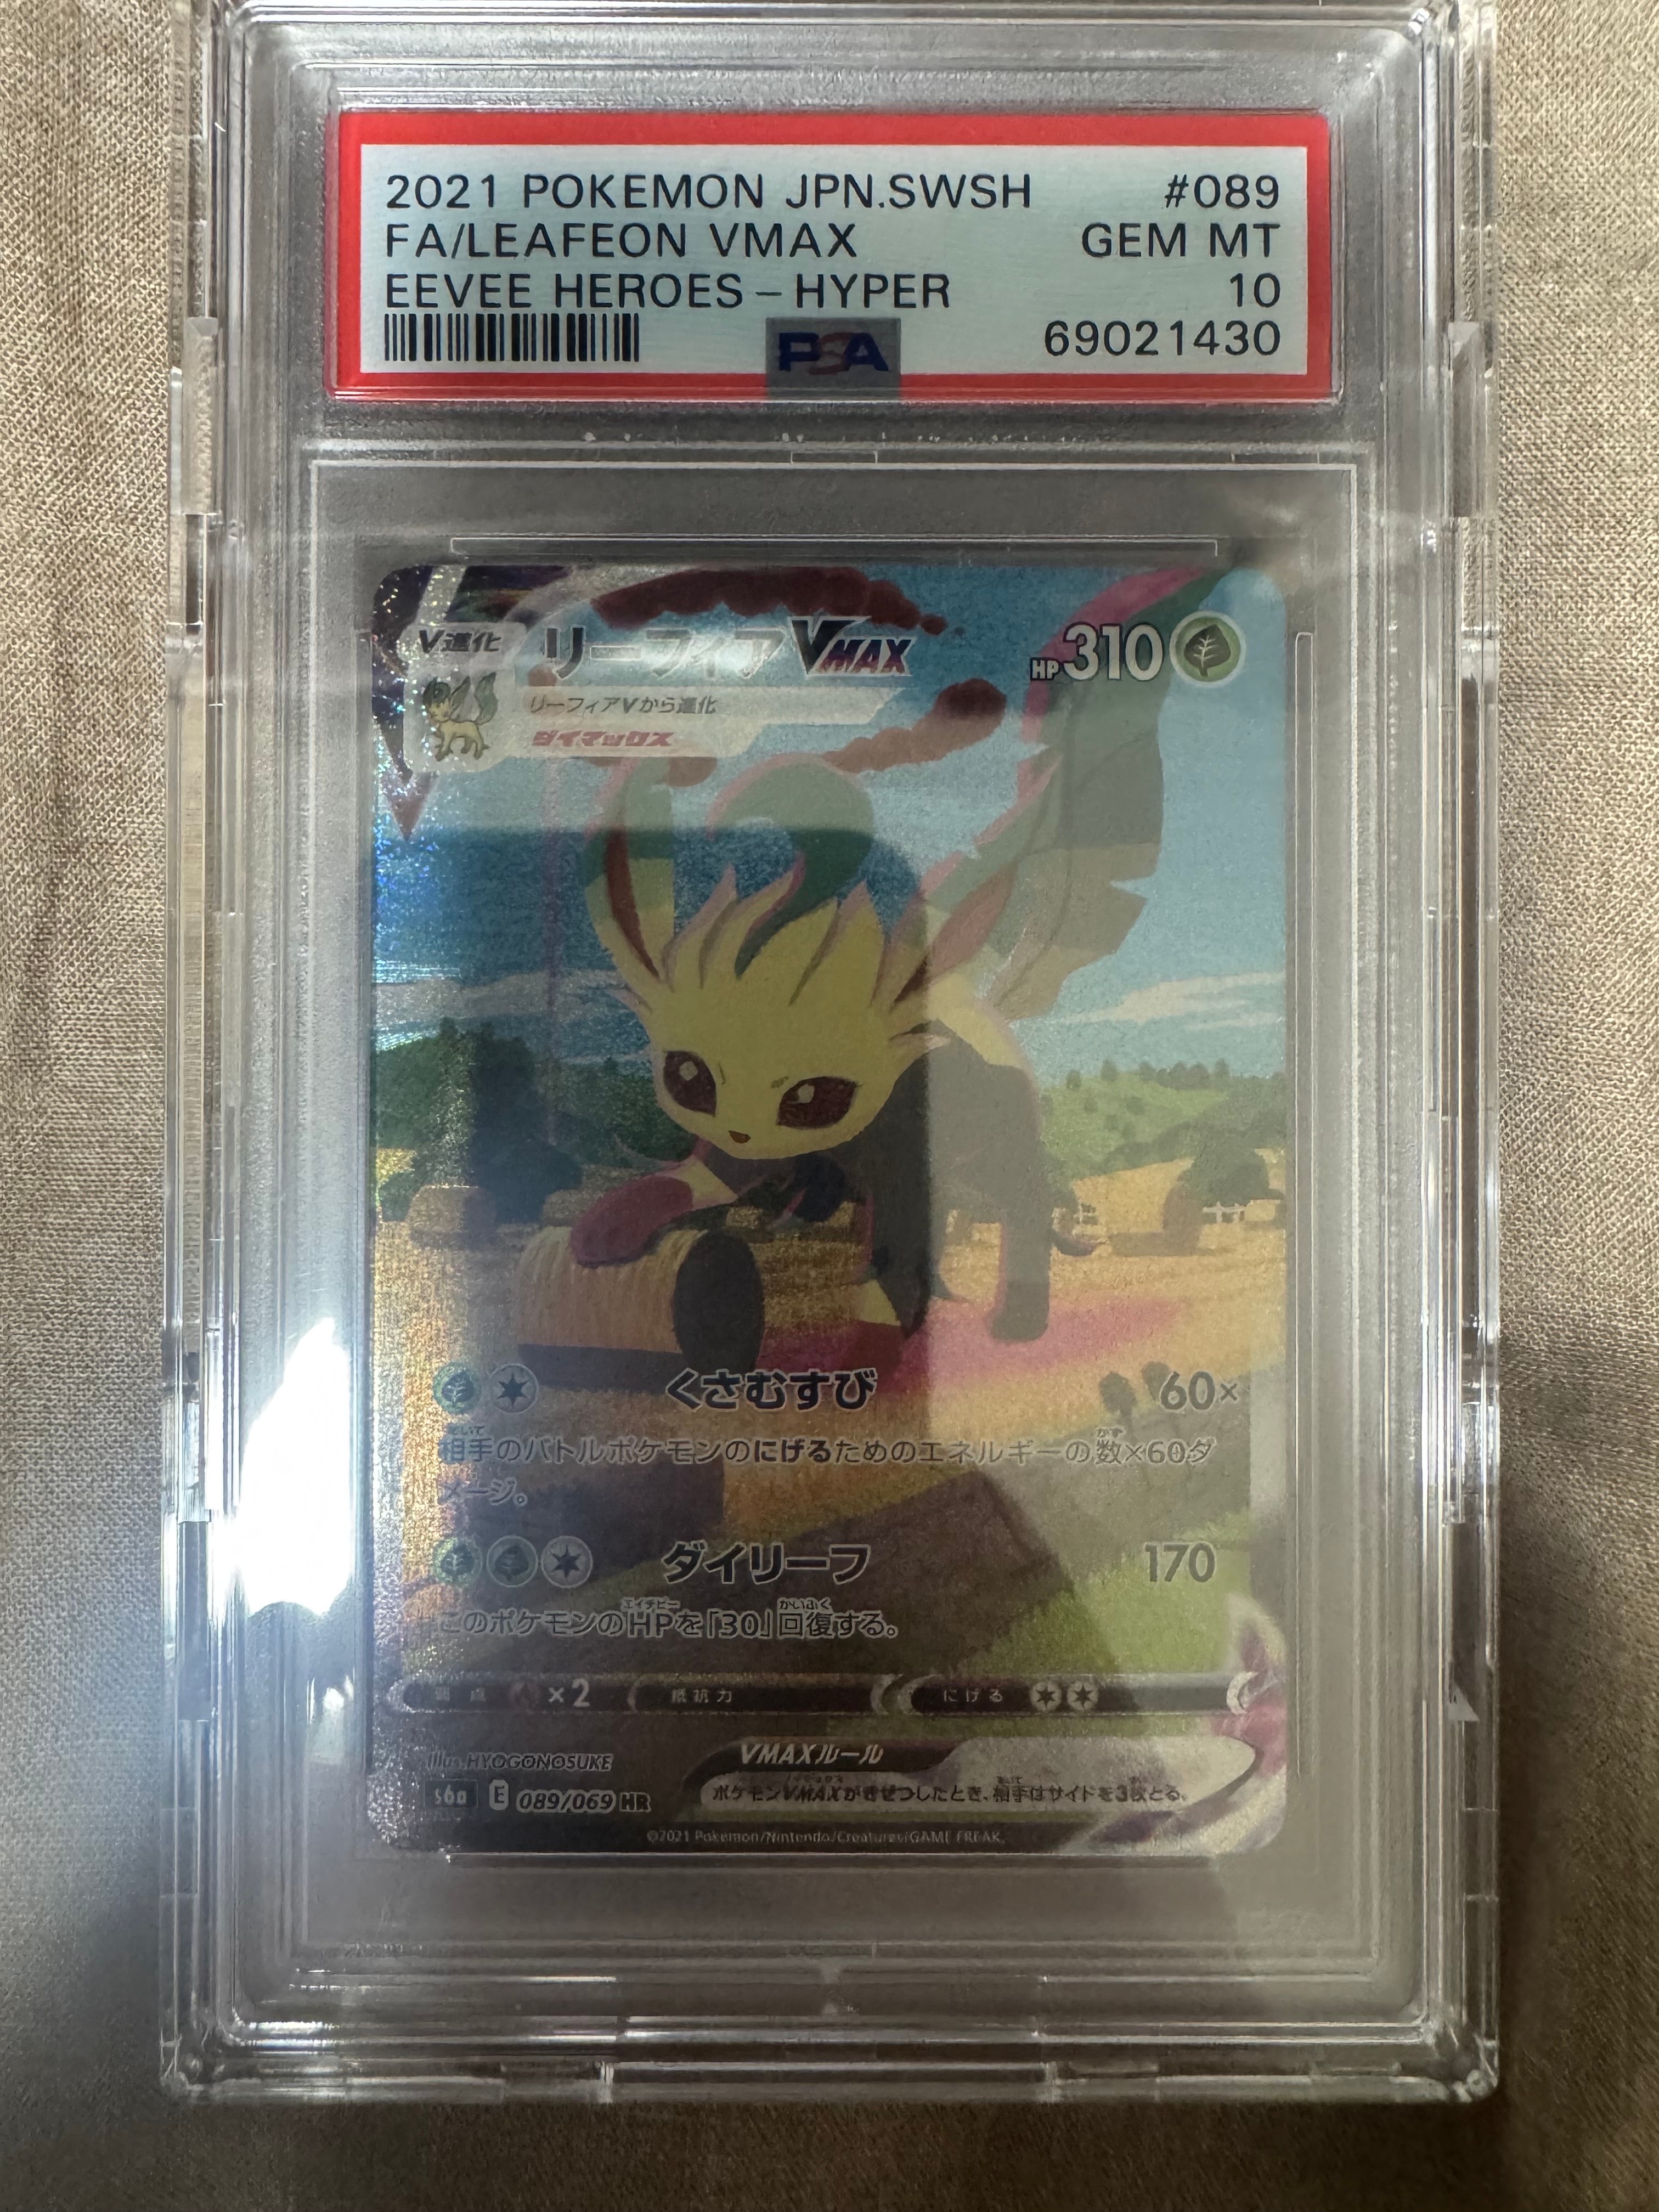 2021 POKEMON JPN.SWSH #089
FA/LEAFEON VMAX GEM MT
EEVEE HEROES – HYPER 10
PSA 69021430
V進化 リーフィアVMAX HP310
リーフィアVから進化
ダイマックス
くさむすび 60×
相手のバトルポケモンのにげるためのエネルギーの数×60ダ
メージ。
ダイリーフ 170
このポケモンのHPを「30」回復する。
弱点 ×2 抵抗力 にげる
Illus. HYOGONOSUKE
VMAXルール
s6a E 089/069 HR
ポケモンVMAXがきぜつしたとき、相手はサイドを3枚とる。
©2021 Pokémon/Nintendo/Creatures/GAME FREAK.